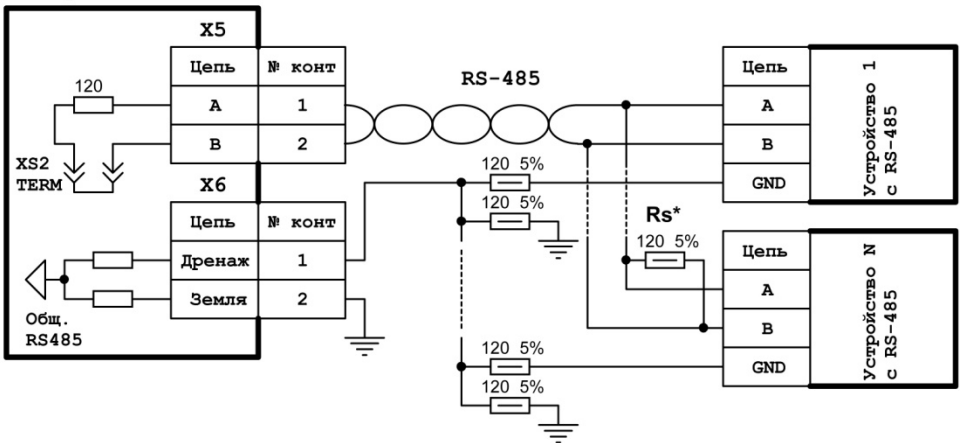 X5
Цепь № конт
120
A 1
B 2
XS2
TERM
X6
Цепь № конт
Дренаж 1
Земля 2
Общ.
RS485
RS-485
120 5%
120 5%
Rs*
120 5%
120 5%
120 5%
Цепь
A
B
GND
Устройство 1
с RS-485
Цепь
A
B
GND
Устройство N
с RS-485